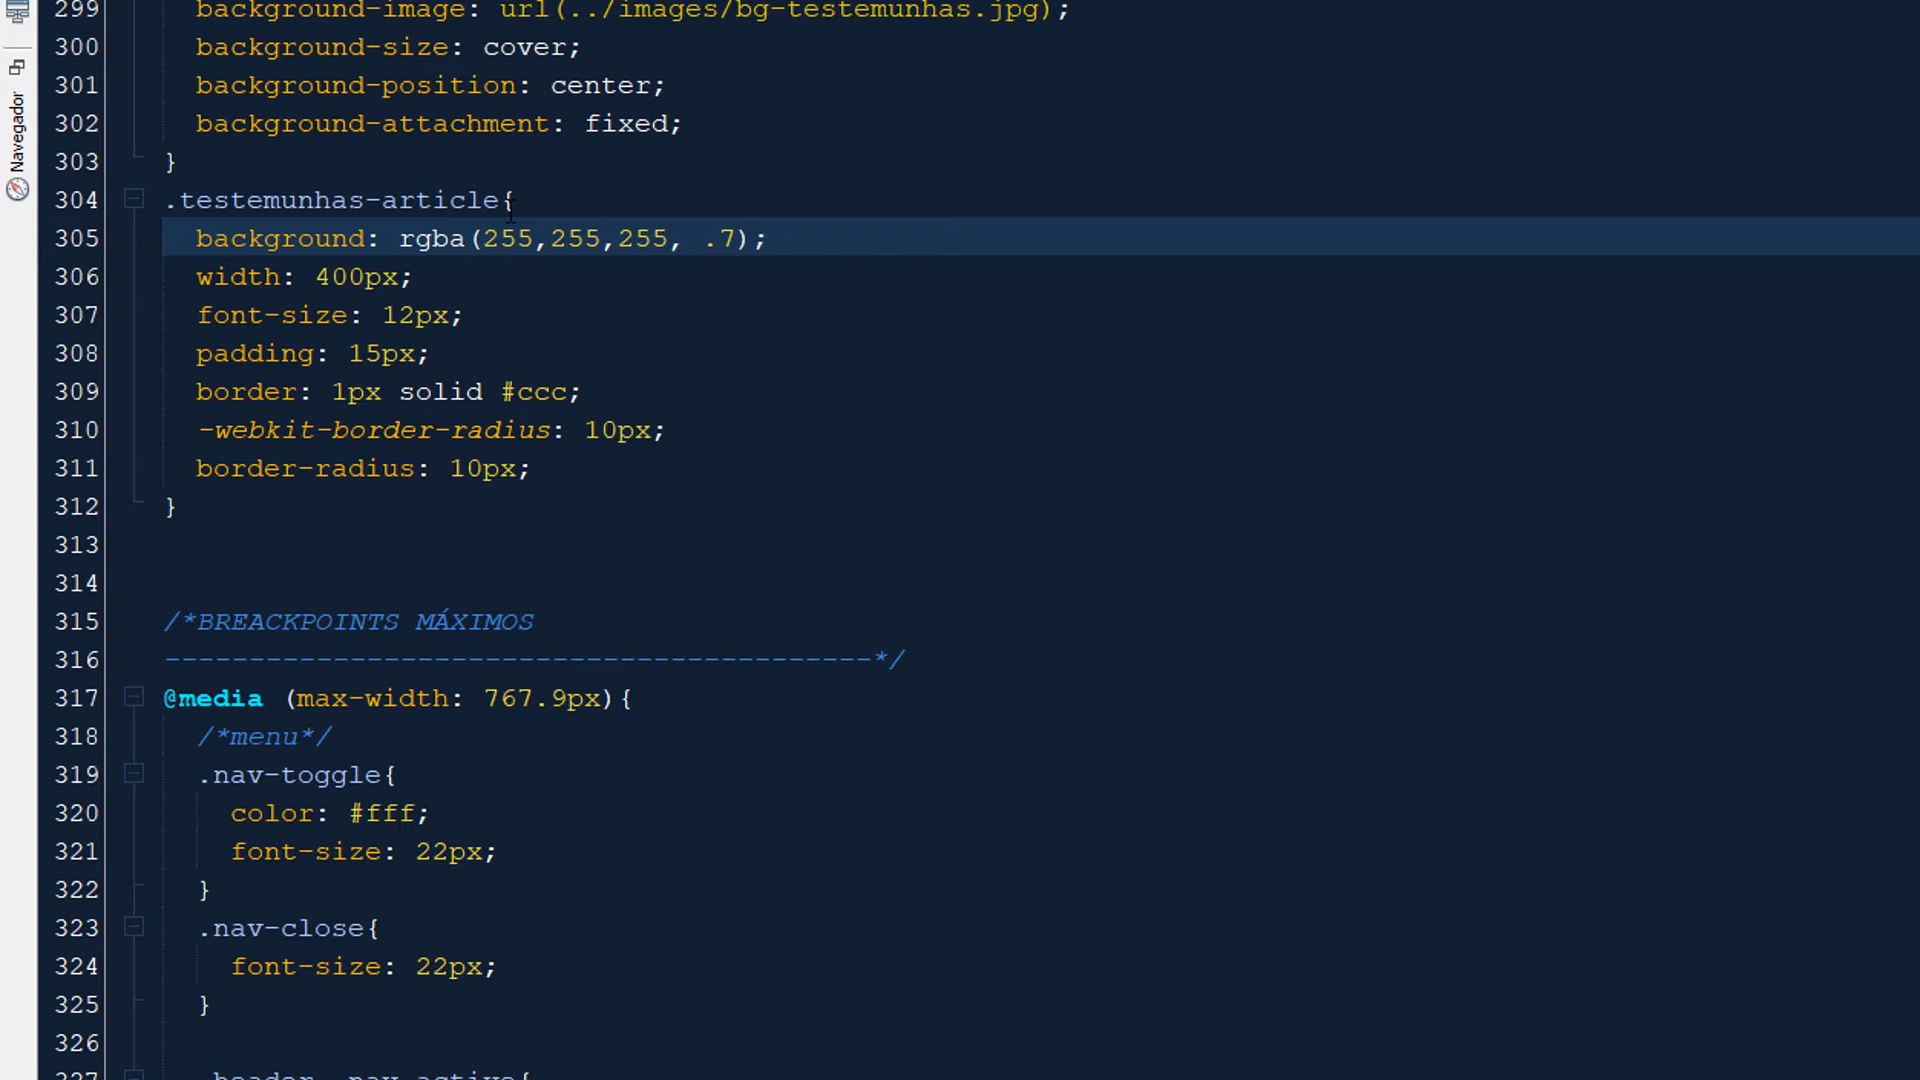 299 background-image: url(../images/bg-testemunhas.jpg);
300 background-size: cover;
301 background-position: center;
302 background-attachment: fixed;
303 }
304 .testemunhas-article{
305 background: rgba(255,255,255, .7);
306 width: 400px;
307 font-size: 12px;
308 padding: 15px;
309 border: 1px solid #ccc;
310 -webkit-border-radius: 10px;
311 border-radius: 10px;
312 }
313
314
315 /*BREACKPOINTS MÁXIMOS
316 ------------------------------------------*/
317 @media (max-width: 767.9px){
318 /*menu*/
319 .nav-toggle{
320 color: #fff;
321 font-size: 22px;
322 }
323 .nav-close{
324 font-size: 22px;
325 }
326
327 .header .nav-active{
Navegador